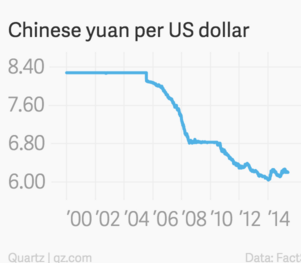 Chinese yuan per US dollar
8.40
7.60
6.80
6.00
'00 '02 '04 '06 '08 '10 '12 '14
Quartz | qz.com Data: Fact